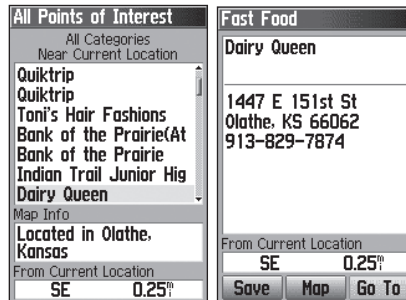 All Points of Interest
All Categories
Near Current Location
Quiktrip
Quiktrip
Toni's Hair Fashions
Bank of the Prairie(At
Bank of the Prairie
Indian Trail Junior Hig
Dairy Queen
Map Info
Located in Olathe,
Kansas
From Current Location
SE 0.25m
Fast Food
Dairy Queen
1447 E 151st St
Olathe, KS 66062
913-829-7874
From Current Location
SE 0.25m
Save Map Go To